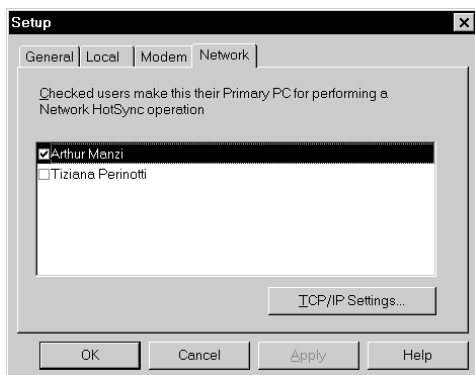 Setup
General Local Modem Network
Checked users make this their Primary PC for performing a
Network HotSync operation
Arthur Manzi
Tiziana Perinotti
TCP/IP Settings...
OK Cancel Apply Help